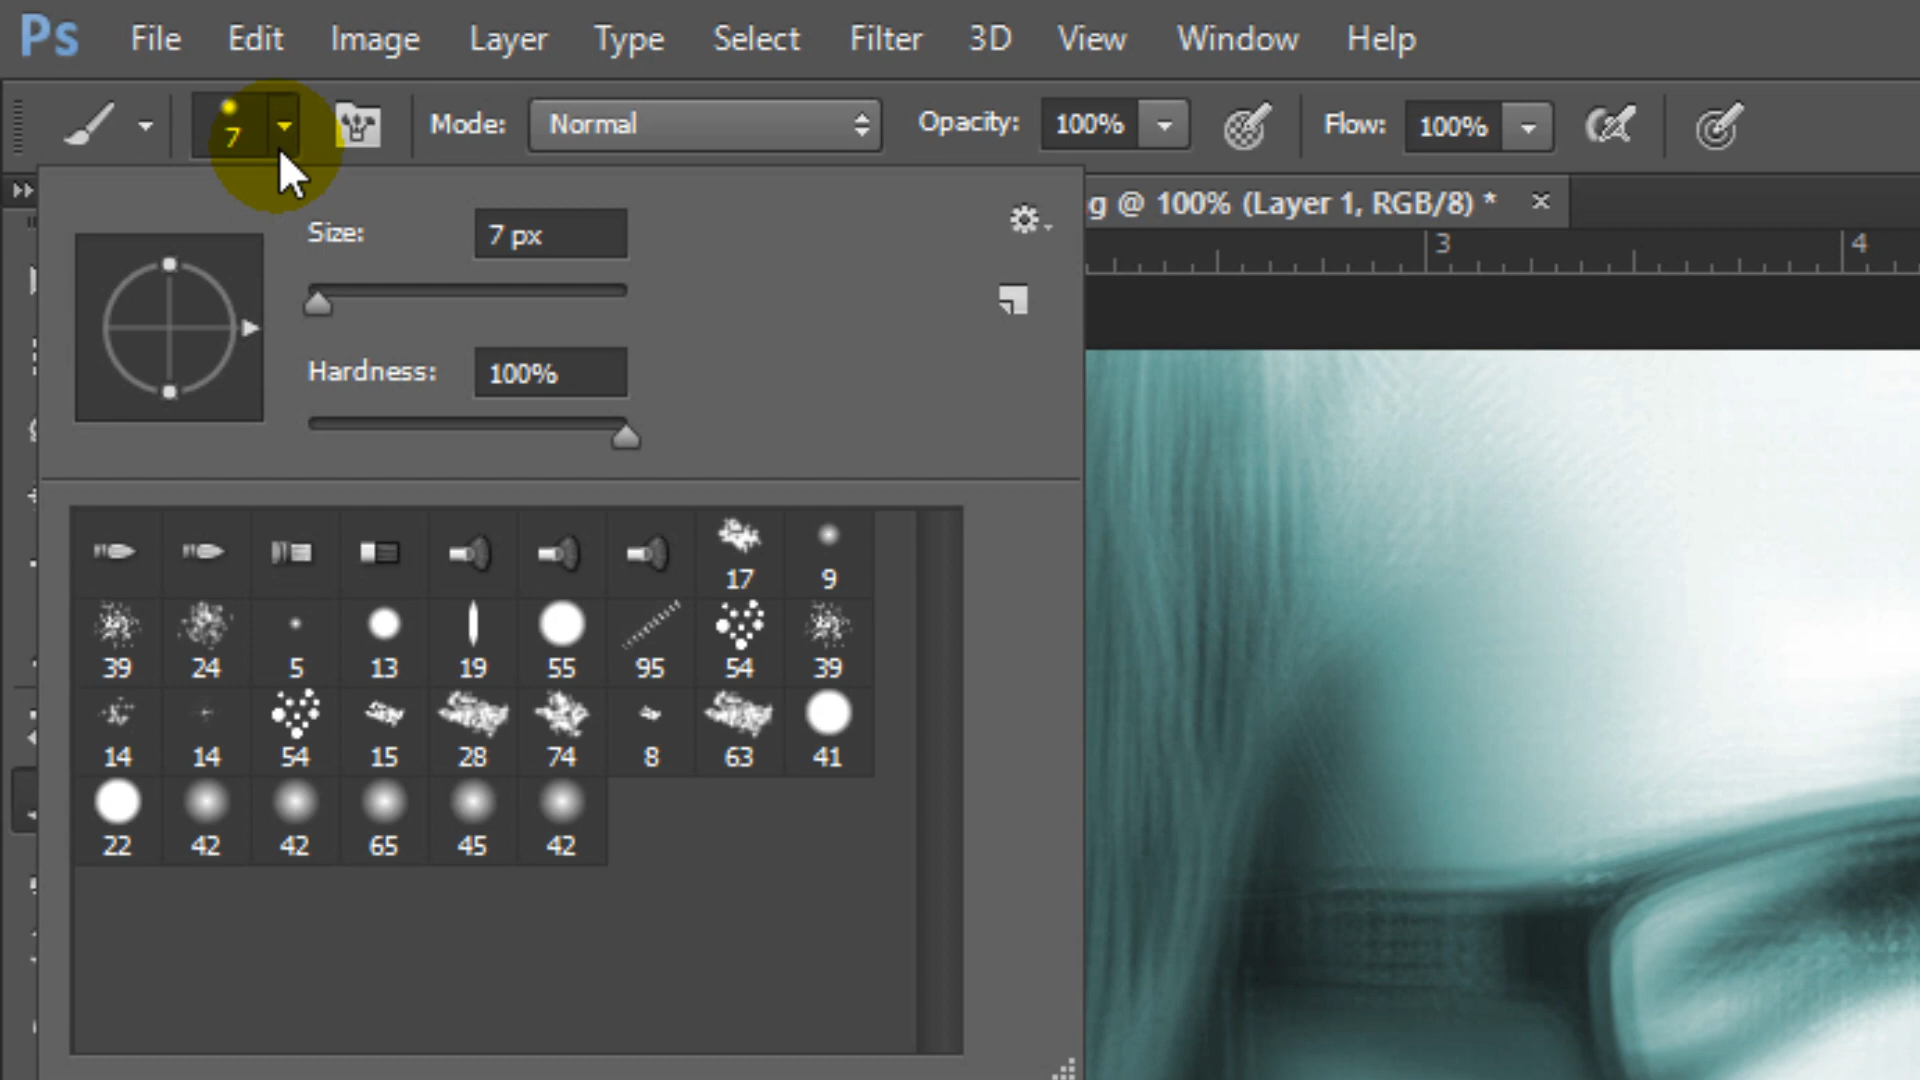 Ps File Edit Image Layer Type Select Filter 3D View Window Help
7 Mode: Normal Opacity: 100% Flow: 100%
g @ 100% (Layer 1, RGB/8) * ×
3 4
Size: 7 px
Hardness: 100%
17 9
39 24 5 13 19 55 95 54 39
14 14 54 15 28 74 8 63 41
22 42 42 65 45 42